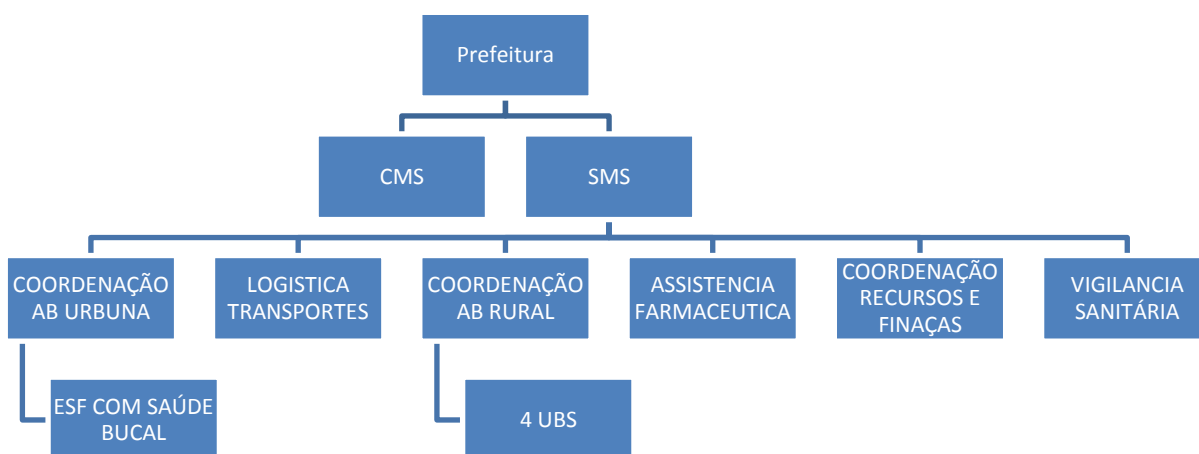 Prefeitura
CMS
SMS
COORDENAÇÃO
AB URBUNA
LOGISTICA
TRANSPORTES
COORDENAÇÃO
AB RURAL
ASSISTENCIA
FARMACEUTICA
COORDENAÇÃO
RECURSOS E
FINAÇAS
VIGILANCIA
SANITÁRIA
ESF COM SAÚDE
BUCAL
4 UBS